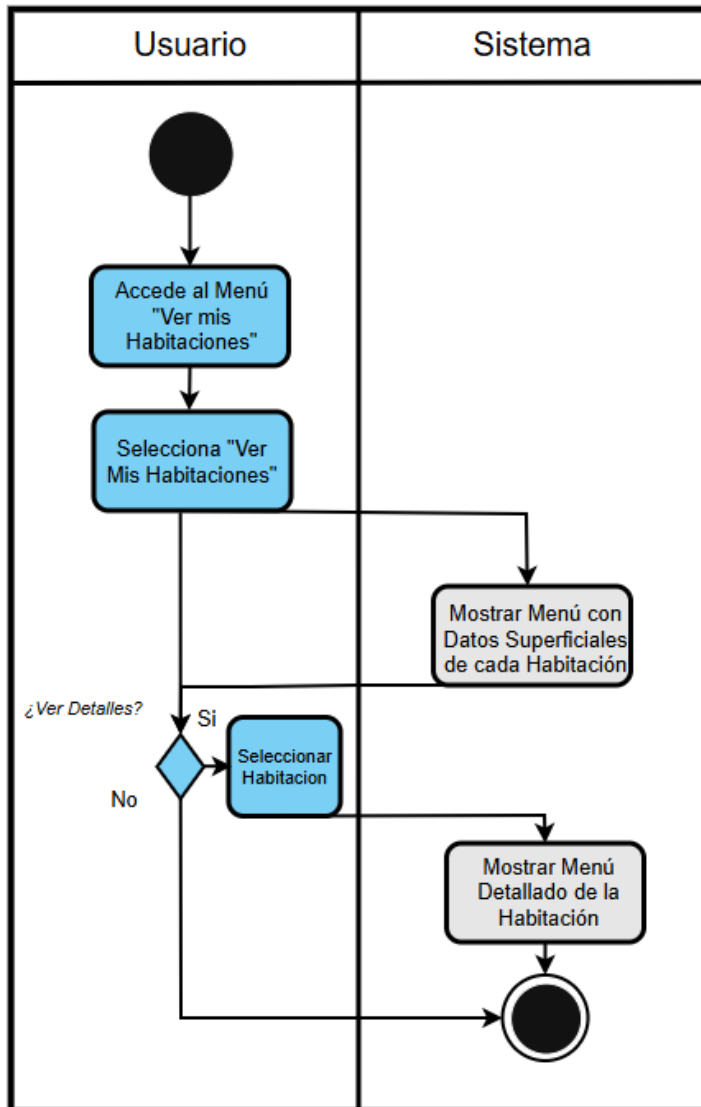 Usuario
Sistema
Accede al Menú
"Ver mis
Habitaciones"
Selecciona "Ver
Mis Habitaciones"
Mostrar Menú con
Datos Superficiales
de cada Habitación
¿Ver Detalles?
Si
Seleccionar
Habitacion
No
Mostrar Menú
Detallado de la
Habitación